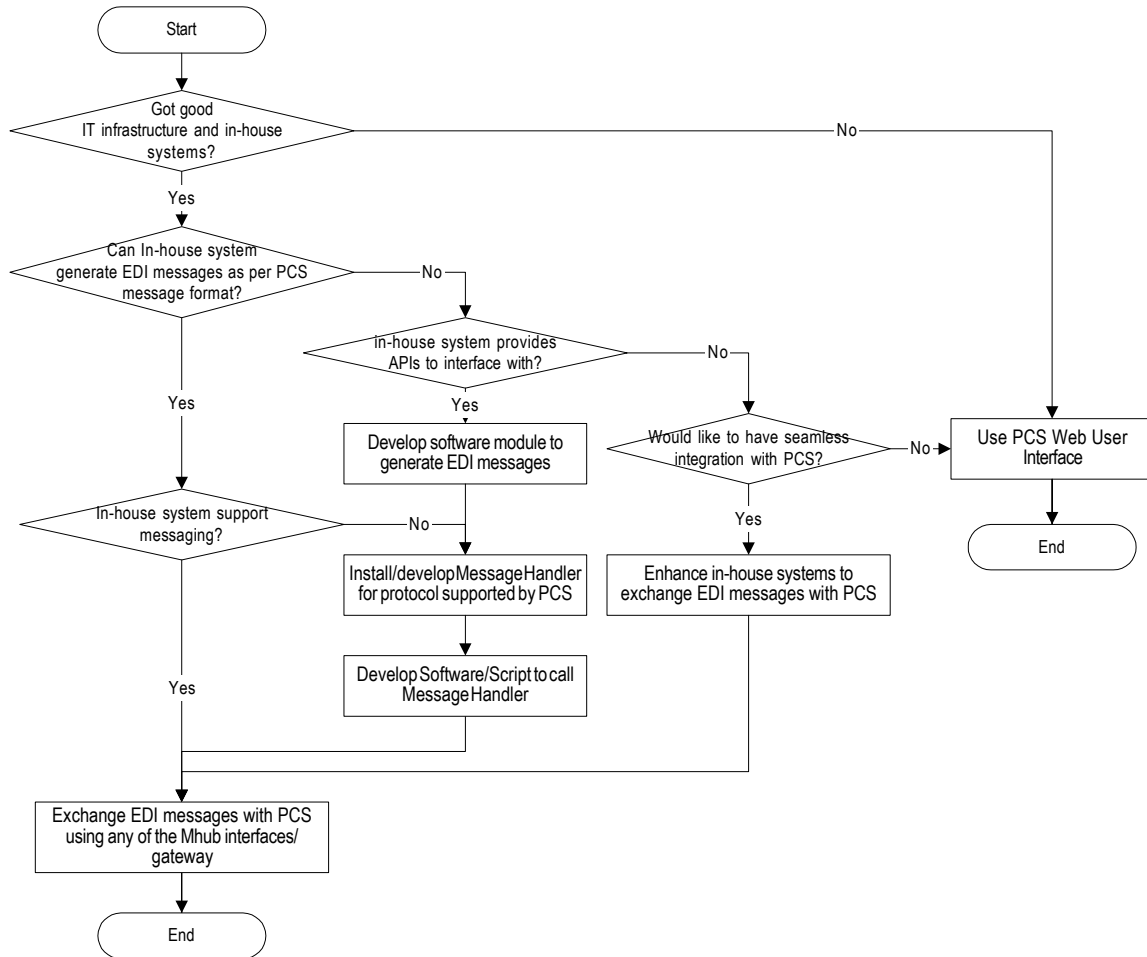 Start
Got good
IT infrastructure and in-house
systems?
No
Yes
Can In-house system
generate EDI messages as per PCS
message format?
No
in-house system provides
APIs to interface with?
No
Yes
Yes
Would like to have seamless
integration with PCS?
No
Use PCS Web User
Interface
Develop software module to
generate EDI messages
In-house system support
messaging?
No
Yes
End
Install/develop Message Handler
for protocol supported by PCS
Enhance in-house systems to
exchange EDI messages with PCS
Develop Software/Script to call
Message Handler
Yes
Exchange EDI messages with PCS
using any of the Mhub interfaces/
gateway
End